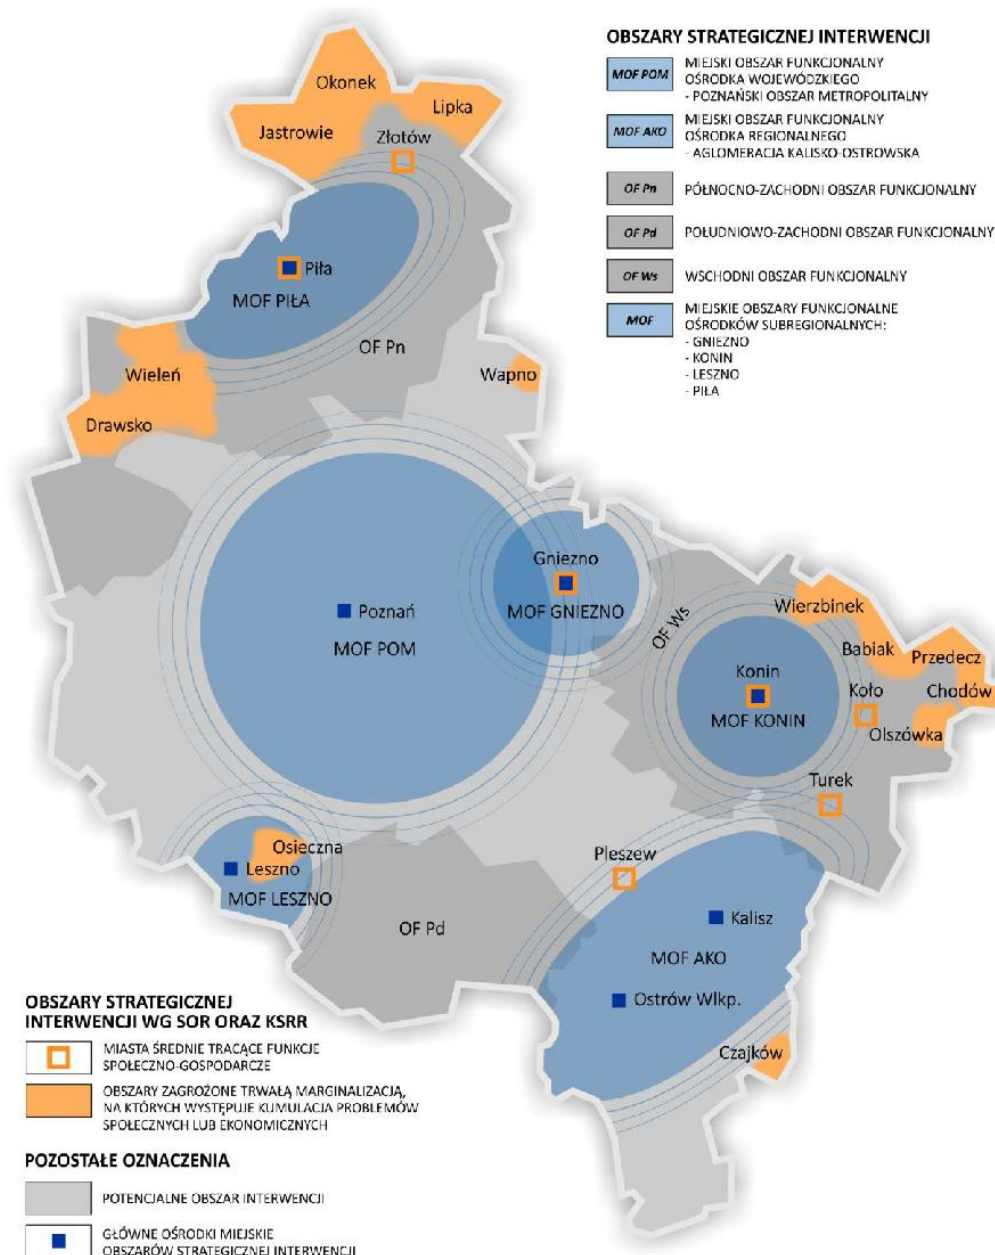 OBSZARY STRATEGICZNEJ INTERWENCJI
MOF POM
MIEJSKI OBSZAR FUNKCJONALNY
OŚRODKA WOJEWÓDZKIEGO
- POZNAŃSKI OBSZAR METROPOLITALNY
MOF AKO
MIEJSKI OBSZAR FUNKCJONALNY
OŚRODKA REGIONALNEGO
- AGLOMERACJA KALISKO-OSTROWSKA
OF Pn
PÓŁNOCNO-ZACHODNI OBSZAR FUNKCJONALNY
OF Pd
POŁUDNIOWO-ZACHODNI OBSZAR FUNKCJONALNY
OF Ws
WSCHODNI OBSZAR FUNKCJONALNY
MOF
MIEJSKIE OBSZARY FUNKCJONALNE
OŚRODKÓW SUBREGIONALNYCH:
- GNIEZNO
- KONIN
- LESZNO
- PIŁA
Okonek
Lipka
Jastrowie
Złotów
Piła
MOF PIŁA
OF Pn
Wieleń
Wapno
Drawsko
Gniezno
MOF GNIEZNO
Poznań
MOF POM
OF Ws
Wierzbinek
Babiak
Przedecz
Konin
Koło
Chodów
MOF KONIN
Olszówka
Turek
Osieczna
Leszno
MOF LESZNO
Pleszew
OF Pd
Kalisz
MOF AKO
Ostrów Wlkp.
Czajków
OBSZARY STRATEGICZNEJ
INTERWENCJI WG SOR ORAZ KSRR
MIASTA ŚREDNIE TRACĄCE FUNKCJE
SPOŁECZNO-GOSPODARCZE
OBSZARY ZAGROŻONE TRWAŁĄ MARGINALIZACJĄ,
NA KTÓRYCH WYSTĘPUJE KUMULACJA PROBLEMÓW
SPOŁECZNYCH LUB EKONOMICZNYCH
POZOSTAŁE OZNACZENIA
POTENCJALNE OBSZAR INTERWENCJI
GŁÓWNE OŚRODKI MIEJSKIE
OBSZARÓW STRATEGICZNEJ INTERWENCJI